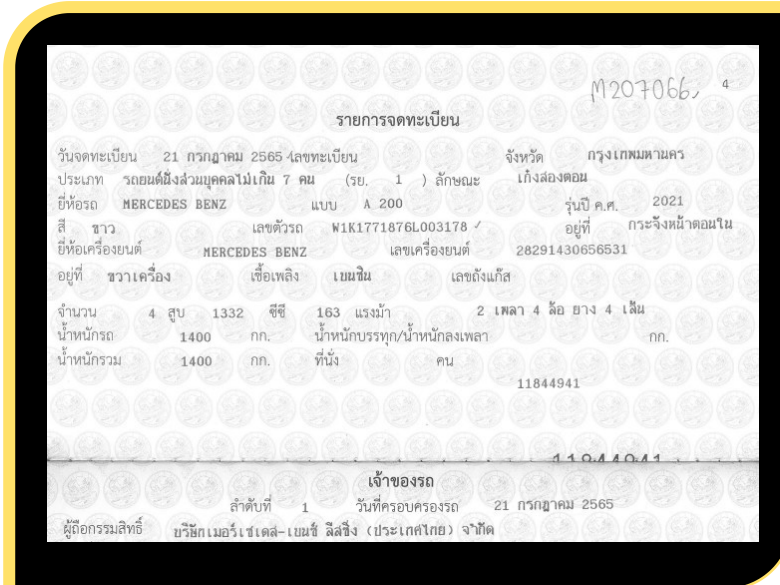 M207066, 4
รายการจดทะเบียน
วันจดทะเบียน 21 กรกฎาคม 2565 เลขทะเบียน จังหวัด กรุงเทพมหานคร
ประเภท รถยนต์นั่งส่วนบุคคลไม่เกิน 7 คน (รย. 1 ) ลักษณะ เก๋งสองตอน
ยี่ห้อรถ MERCEDES BENZ แบบ A 200 รุ่นปี ค.ศ. 2021
สี ขาว เลขตัวรถ W1K1771876L003178 อยู่ที่ กระจังหน้าตอนใน
ยี่ห้อเครื่องยนต์ MERCEDES BENZ เลขเครื่องยนต์ 28291430656531
อยู่ที่ ขวาเครื่อง เชื้อเพลิง เบนซิน เลขถังแก๊ส
จำนวน 4 สูบ 1332 ซีซี 163 แรงม้า 2 เพลา 4 ล้อ ยาง 4 เส้น
น้ำหนักรถ 1400 กก. น้ำหนักบรรทุก/น้ำหนักลงเพลา กก.
น้ำหนักรวม 1400 กก. ที่นั่ง คน
11844941
11844941
เจ้าของรถ
ลำดับที่ 1 วันที่ครอบครองรถ 21 กรกฎาคม 2565
ผู้ถือกรรมสิทธิ์ บริษัทเมอร์เซเดส-เบนซ์ ลีสซิ่ง (ประเทศไทย) จำกัด